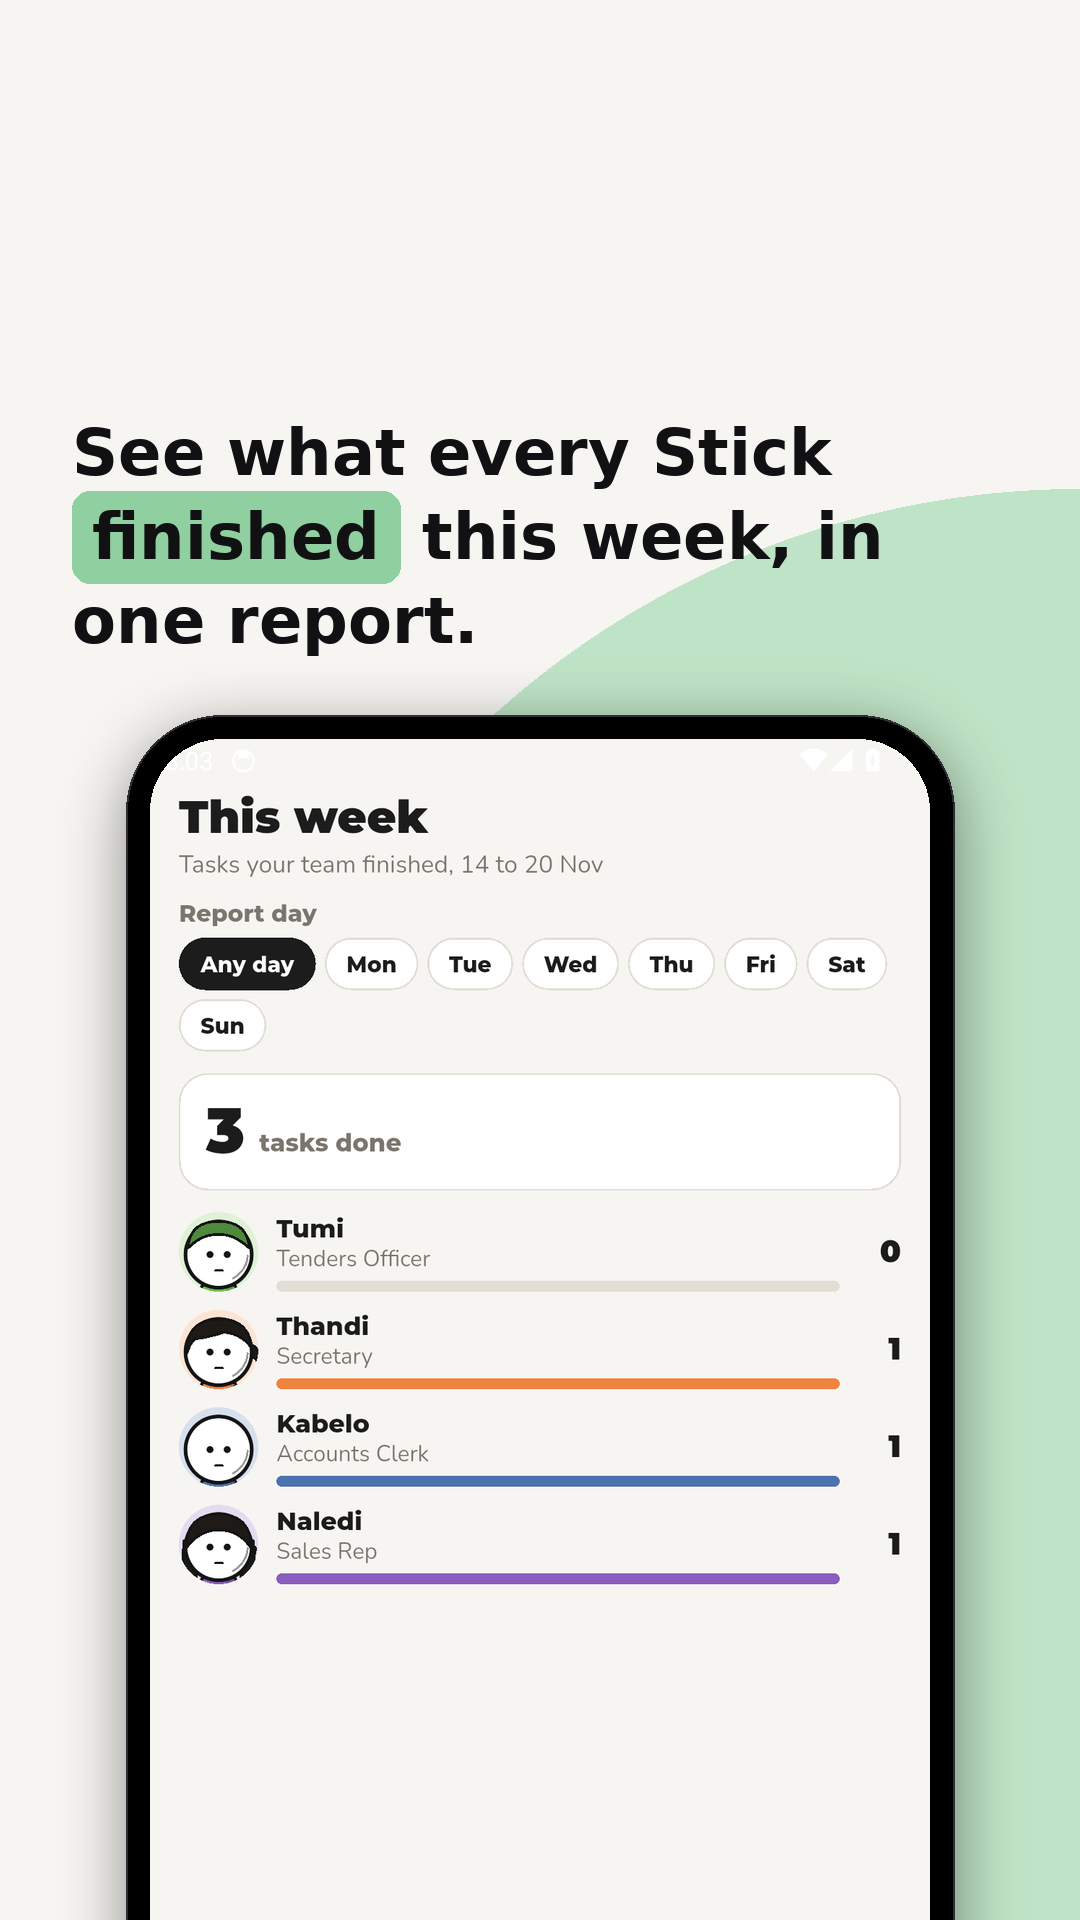 See what every Stick
finished this week, in
one report.
:03
This week
Tasks your team finished, 14 to 20 Nov
Report day
Any day
Mon
Tue
Wed
Thu
Fri
Sat
Sun
3 tasks done
Tumi
Tenders Officer
0
Thandi
Secretary
1
Kabelo
Accounts Clerk
1
Naledi
Sales Rep
1